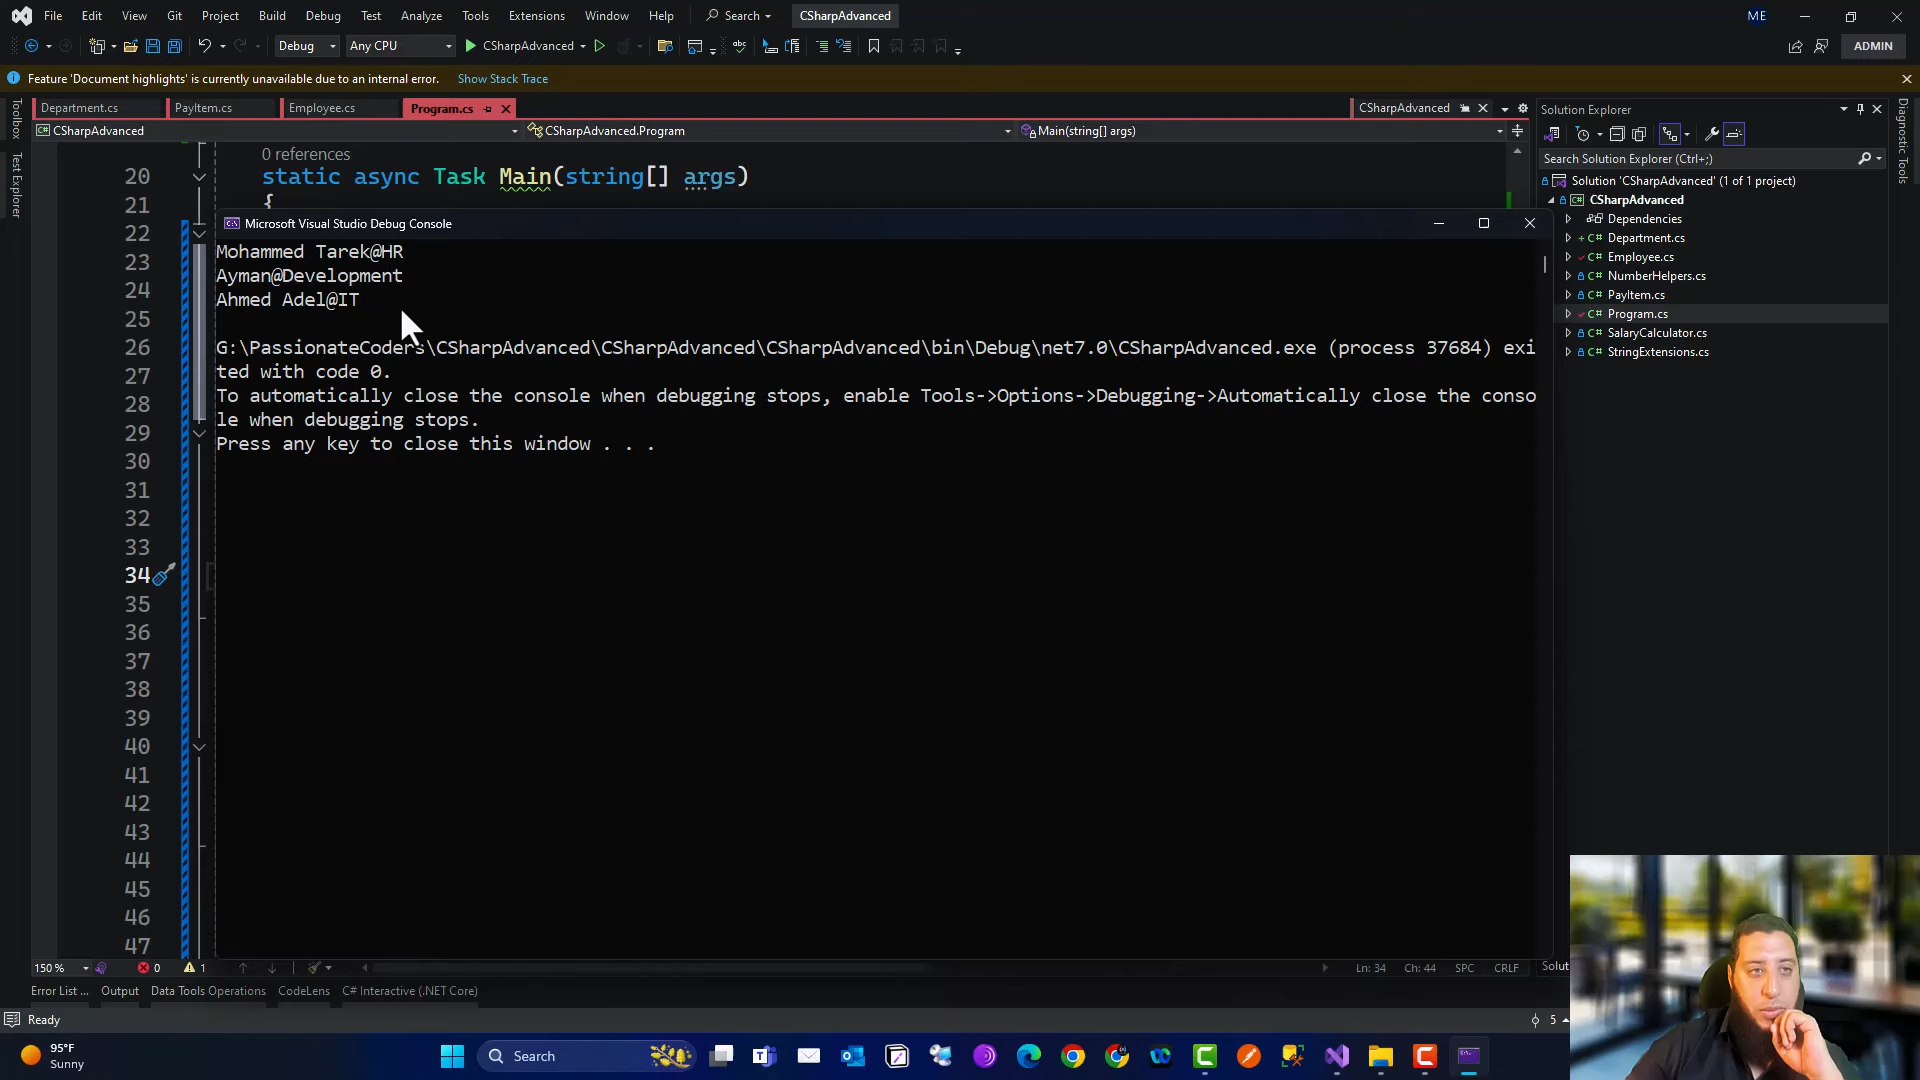 File Edit View Git Project Build Debug Test Analyze Tools Extensions Window Help Search CSharpAdvanced ME
Debug Any CPU CSharpAdvanced ADMIN
Feature 'Document highlights' is currently unavailable due to an internal error. Show Stack Trace
Department.cs PayItem.cs Employee.cs Program.cs CSharpAdvanced
CSharpAdvanced CSharpAdvanced.Program Main(string[] args)
Toolbox
Test Explorer
0 references
20 static async Task Main(string[] args)
21 {
22
23
24
25
26
27
28
29
30
31
32
33
34
35
36
37
38
39
40
41
42
43
44
45
46
47
Microsoft Visual Studio Debug Console
Mohammed Tarek@HR
Ayman@Development
Ahmed Adel@IT
G:\PassionateCoders\CSharpAdvanced\CSharpAdvanced\CSharpAdvanced\bin\Debug\net7.0\CSharpAdvanced.exe (process 37684) exi
ted with code 0.
To automatically close the console when debugging stops, enable Tools->Options->Debugging->Automatically close the conso
le when debugging stops.
Press any key to close this window . . .
Solution Explorer
Search Solution Explorer (Ctrl+;)
Solution 'CSharpAdvanced' (1 of 1 project)
CSharpAdvanced
Dependencies
Department.cs
Employee.cs
NumberHelpers.cs
PayItem.cs
Program.cs
SalaryCalculator.cs
StringExtensions.cs
Diagnostic Tools
150 % 0 1 Ln: 34 Ch: 44 SPC CRLF Solut
Error List ... Output Data Tools Operations CodeLens C# Interactive (.NET Core)
Ready 5
95°F
Sunny
Search